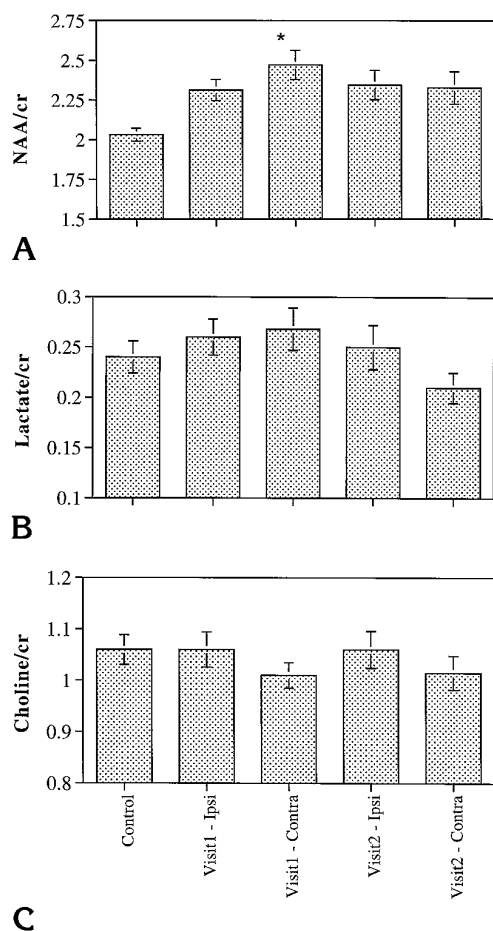 2.75
2.5
2.25
2
1.75
1.5
NAA/cr
*
A
0.3
0.25
0.2
0.15
0.1
Lactate/cr
B
1.2
1.1
1
0.9
0.8
Choline/cr
Control
Visit1 - Ipsi
Visit1 - Contra
Visit2 - Ipsi
Visit2 - Contra
C